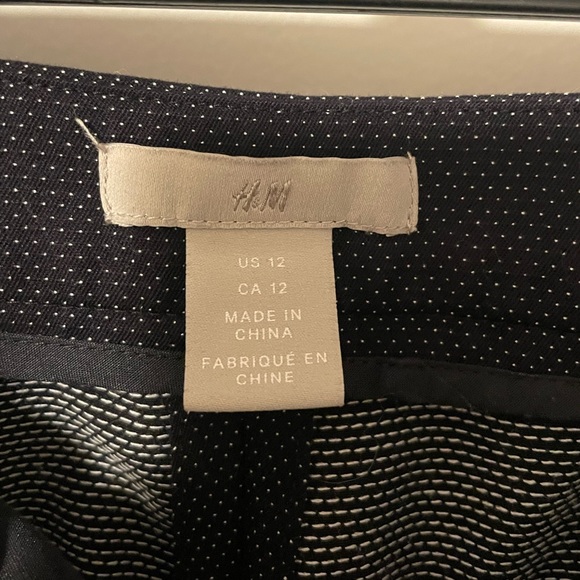 H&M
US 12
CA 12
MADE IN
CHINA
FABRIQUÉ EN
CHINE